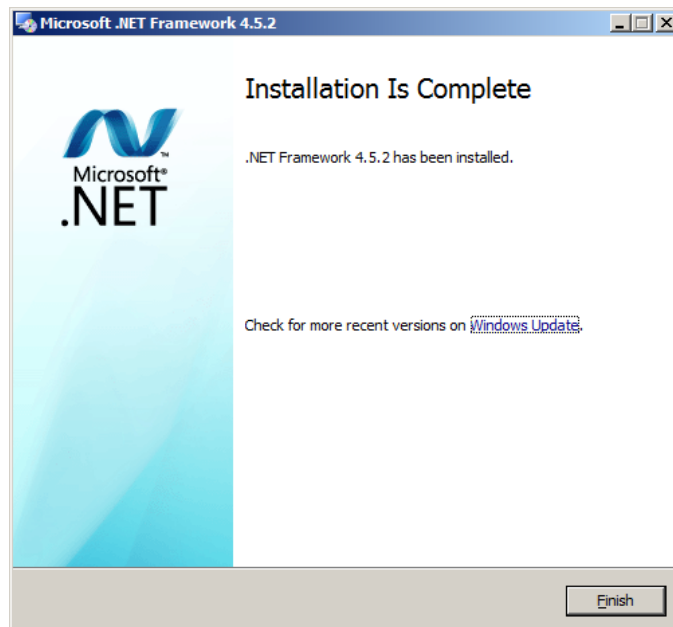 Microsoft .NET Framework 4.5.2
Installation Is Complete
.NET Framework 4.5.2 has been installed.
Microsoft®
.NET
TM
Check for more recent versions on Windows Update.
Finish